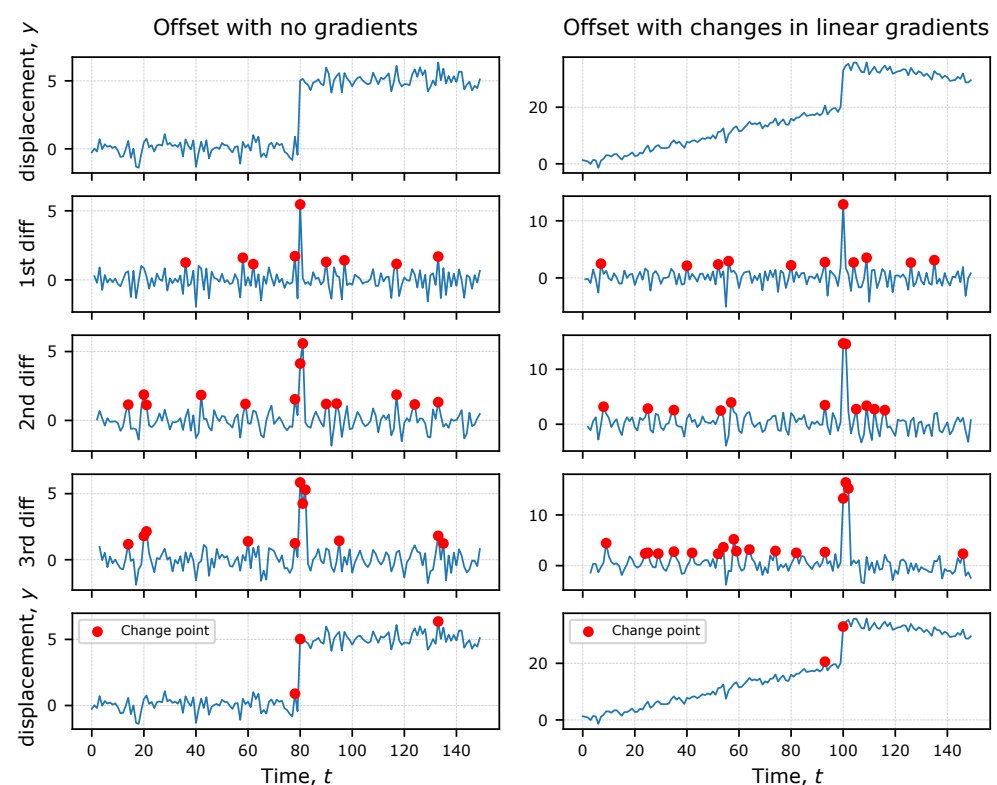 Offset with no gradients
Offset with changes in linear gradients
displacement, y
5
0
20
0
1st diff
5
0
10
0
2nd diff
5
0
10
0
3rd diff
5
0
10
0
displacement, y
5
0
Change point
20
0
Change point
0 20 40 60 80 100 120 140
0 20 40 60 80 100 120 140
Time, t
Time, t